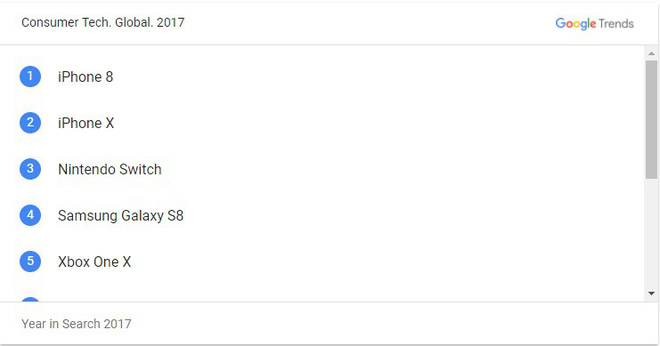 Consumer Tech. Global. 2017
Google Trends
1 iPhone 8
2 iPhone X
3 Nintendo Switch
4 Samsung Galaxy S8
5 Xbox One X
Year in Search 2017